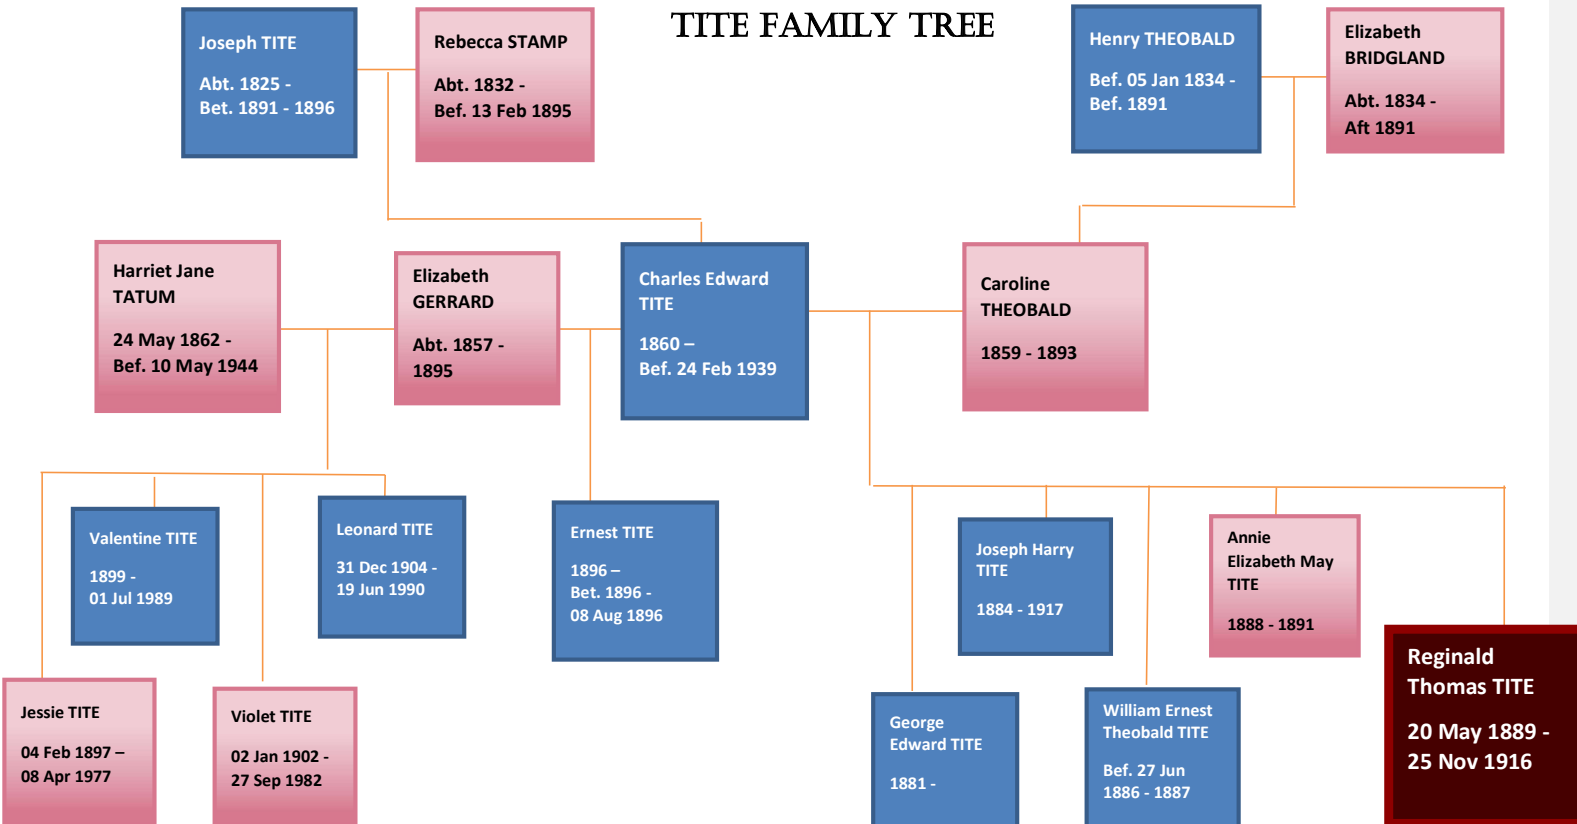 TITE FAMILY TREE
Joseph TITE
Abt. 1825 -
Bet. 1891 - 1896
Rebecca STAMP
Abt. 1832 -
Bef. 13 Feb 1895
Henry THEOBALD
Bef. 05 Jan 1834 -
Bef. 1891
Elizabeth
BRIDGLAND
Abt. 1834 -
Aft 1891
Harriet Jane
TATUM
24 May 1862 -
Bef. 10 May 1944
Elizabeth
GERRARD
Abt. 1857 -
1895
Charles Edward
TITE
1860 –
Bef. 24 Feb 1939
Caroline
THEOBALD
1859 - 1893
Valentine TITE
1899 -
01 Jul 1989
Leonard TITE
31 Dec 1904 -
19 Jun 1990
Ernest TITE
1896 –
Bet. 1896 -
08 Aug 1896
Joseph Harry
TITE
1884 - 1917
Annie
Elizabeth May
TITE
1888 - 1891
Jessie TITE
04 Feb 1897 –
08 Apr 1977
Violet TITE
02 Jan 1902 -
27 Sep 1982
George
Edward TITE
1881 -
William Ernest
Theobald TITE
Bef. 27 Jun
1886 - 1887
Reginald
Thomas TITE
20 May 1889 -
25 Nov 1916